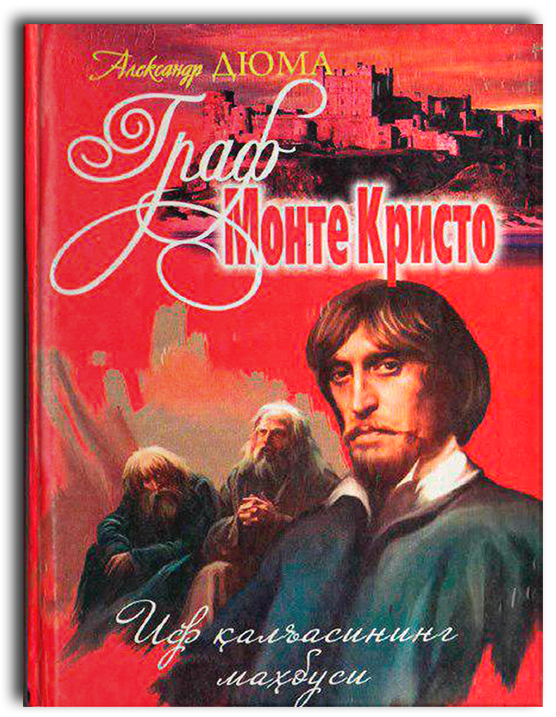 Александр ДЮМА
Граф
Монте Кристо
Иф қалъасининг
маҳбуси